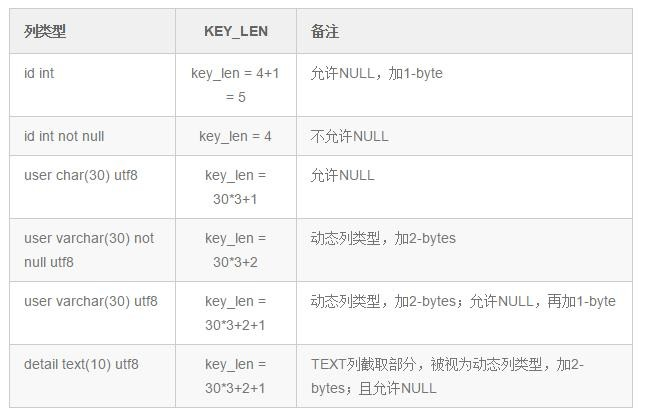 列类型 KEY_LEN 备注
id int key_len = 4+1 允许NULL，加1-byte
= 5
id int not null key_len = 4 不允许NULL
user char(30) utf8 key_len = 允许NULL
30*3+1
user varchar(30) not key_len = 动态列类型，加2-bytes
null utf8 30*3+2
user varchar(30) utf8 key_len = 动态列类型，加2-bytes；允许NULL，再加1-byte
30*3+2+1
detail text(10) utf8 key_len = TEXT列截取部分，被视为动态列类型，加2-
30*3+2+1 bytes；且允许NULL